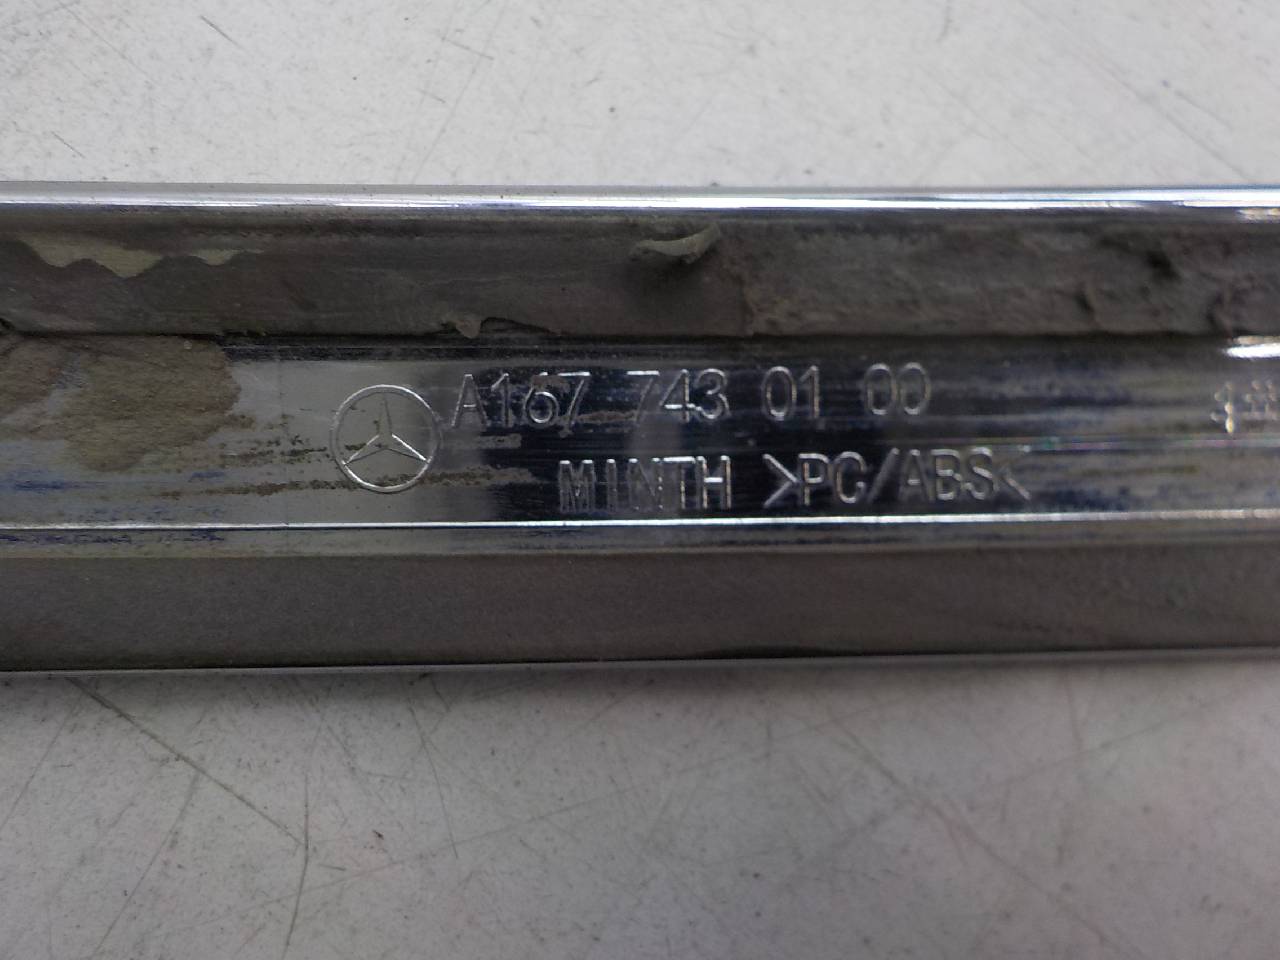 A167 743 01 00
MINTH >PC/ABS<